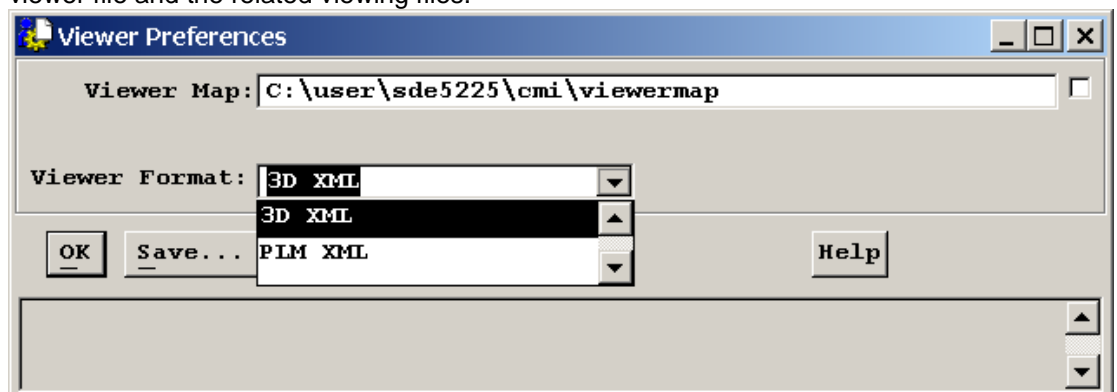 viewer file and the related viewing files.
Viewer Preferences
Viewer Map: C:\user\sde5225\cmi\viewermap
Viewer Format: 3D XML
3D XML
PLM XML
OK Save... Help